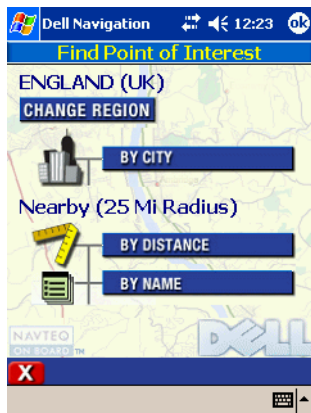 Dell Navigation 12:23 ok
Find Point of Interest
ENGLAND (UK)
CHANGE REGION
BY CITY
Nearby (25 Mi Radius)
BY DISTANCE
BY NAME
NAVTEQ
ON BOARD TM
DELL
X